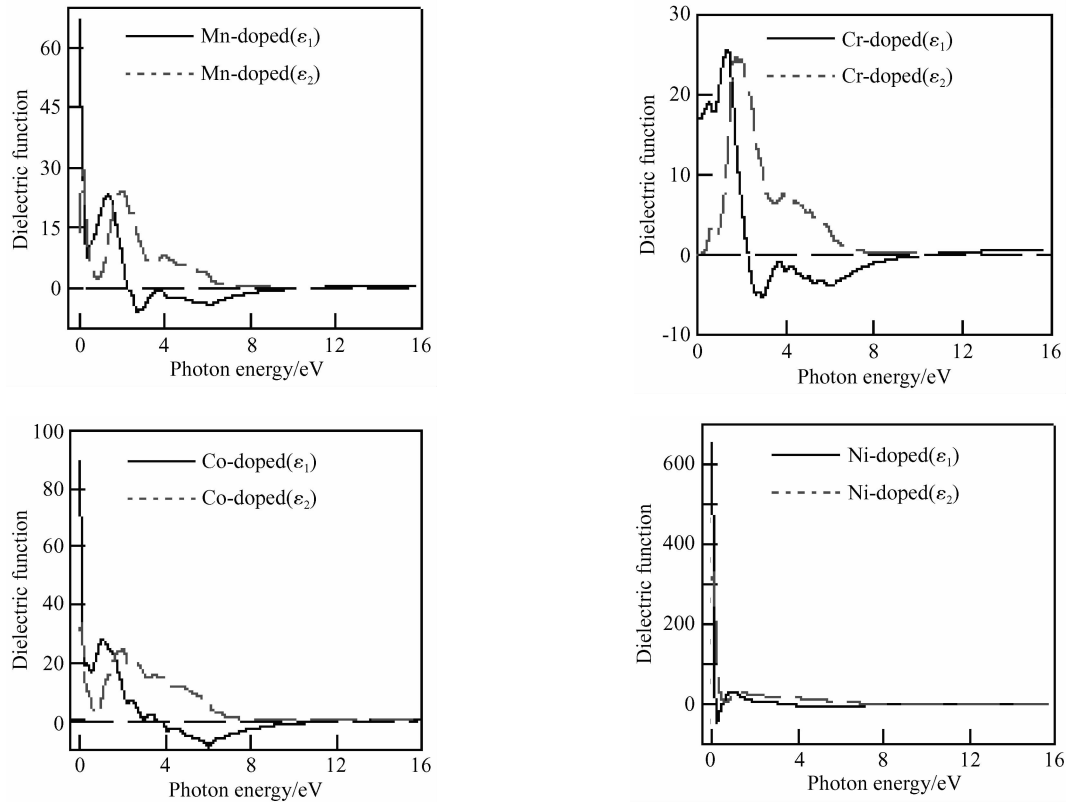 Mn-doped(ε₁)
Mn-doped(ε₂)
60
45
30
15
0
Dielectric function
0 4 8 12 16
Photon energy/eV
Cr-doped(ε₁)
Cr-doped(ε₂)
30
20
10
0
-10
Dielectric function
0 4 8 12 16
Photon energy/eV
Co-doped(ε₁)
Co-doped(ε₂)
100
80
60
40
20
0
Dielectric function
0 4 8 12 16
Photon energy/eV
Ni-doped(ε₁)
Ni-doped(ε₂)
600
400
200
0
Dielectric function
0 4 8 12 16
Photon energy/eV